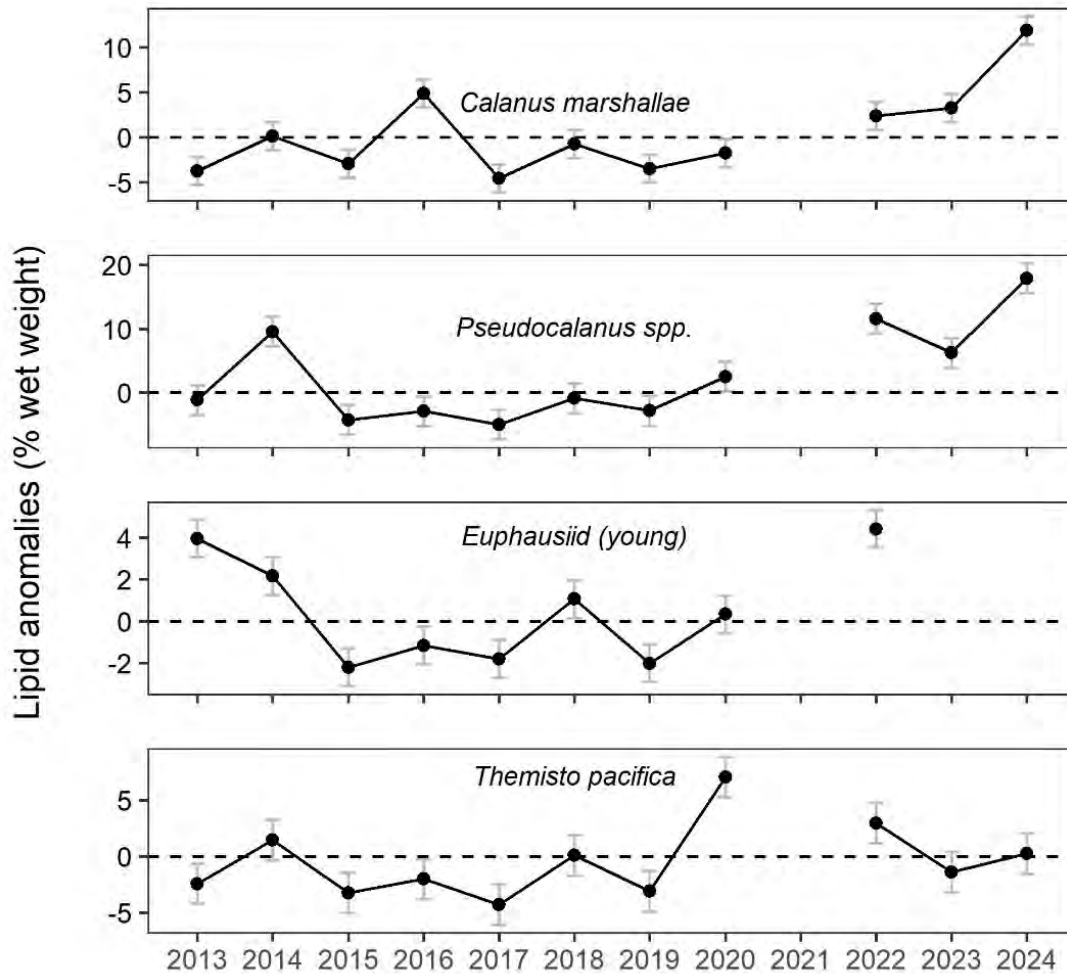 Lipid anomalies (% wet weight)
10
5
0
-5
Calanus marshallae
20
10
0
Pseudocalanus spp.
4
2
0
-2
Euphausiid (young)
5
0
-5
Themisto pacifica
2013 2014 2015 2016 2017 2018 2019 2020 2021 2022 2023 2024